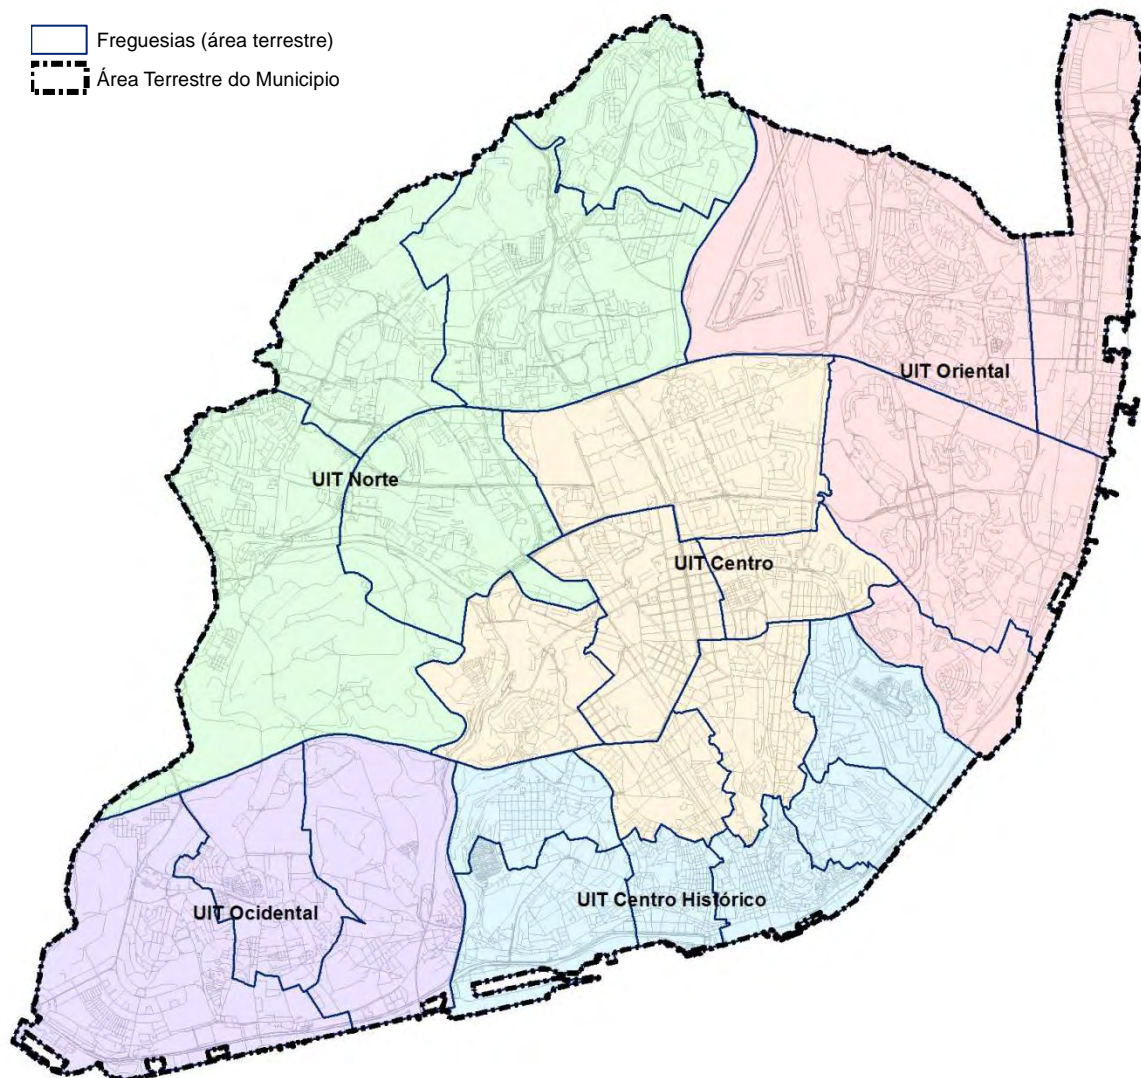 Freguesias (área terrestre)
Área Terrestre do Municipio
UIT Oriental
UIT Norte
UIT Centro
UIT Centro Histórico
UIT Ocidental